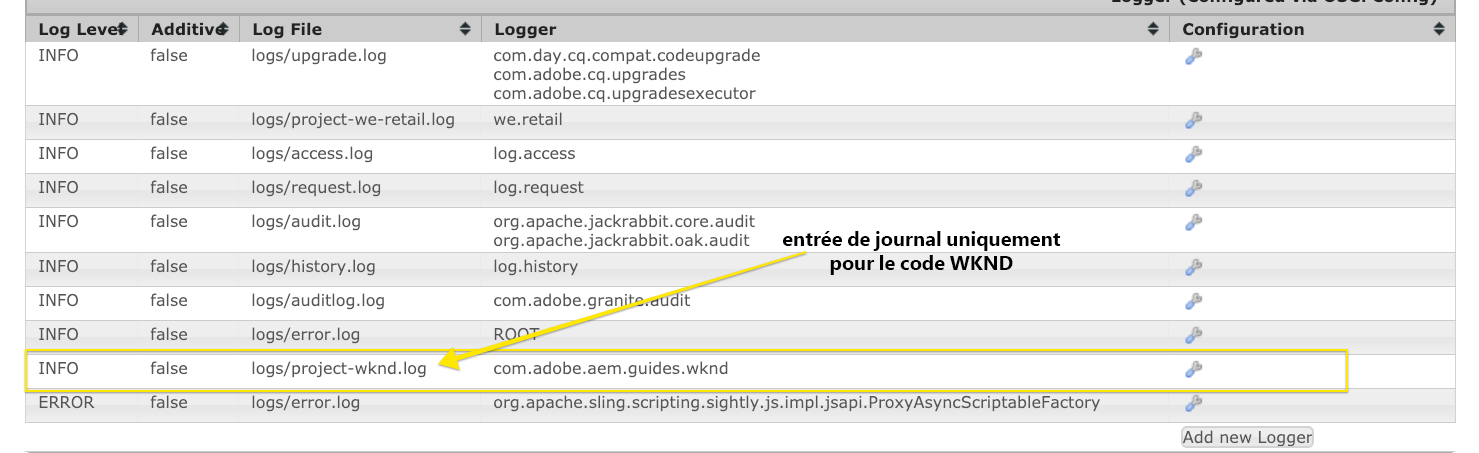 Logger (Configured via OSGi Config)
Log Level Additive Log File Logger Configuration
INFO false logs/upgrade.log com.day.cq.compat.codeupgrade
com.adobe.cq.upgrades
com.adobe.cq.upgradesexecutor
INFO false logs/project-we-retail.log we.retail
INFO false logs/access.log log.access
INFO false logs/request.log log.request
INFO false logs/audit.log org.apache.jackrabbit.core.audit
org.apache.jackrabbit.oak.audit
entrée de journal uniquement
pour le code WKND
INFO false logs/history.log log.history
INFO false logs/auditlog.log com.adobe.granite.audit
INFO false logs/error.log ROOT
INFO false logs/project-wknd.log com.adobe.aem.guides.wknd
ERROR false logs/error.log org.apache.sling.scripting.sightly.js.impl.jsapi.ProxyAsyncScriptableFactory
Add new Logger